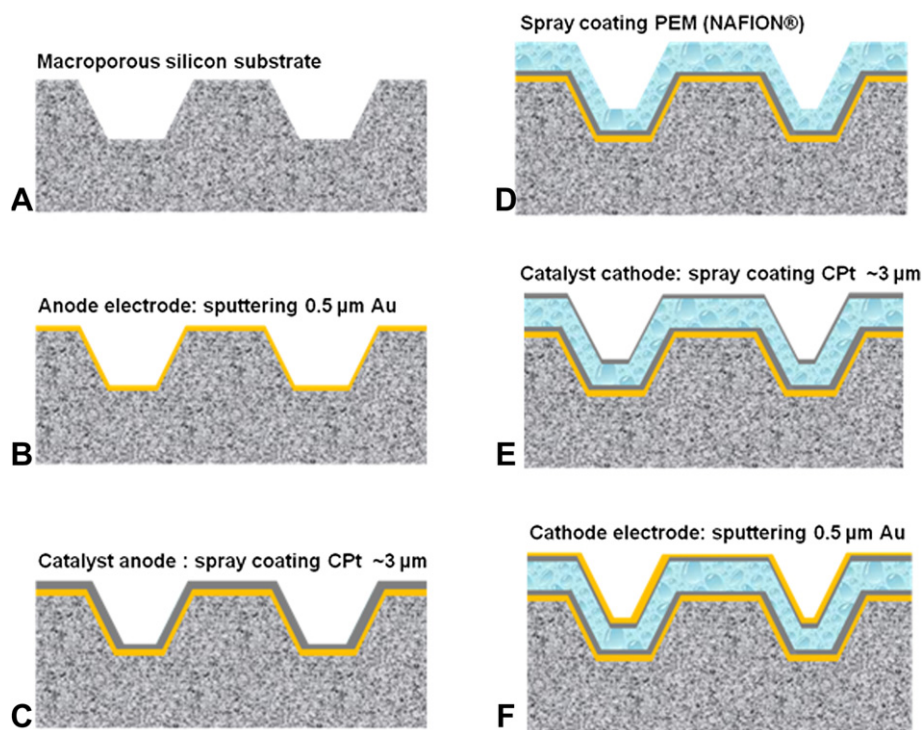 Macroporous silicon substrate
A
Anode electrode: sputtering 0.5 µm Au
B
Catalyst anode : spray coating CPt ~3 µm
C
Spray coating PEM (NAFION®)
D
Catalyst cathode: spray coating CPt ~3 µm
E
Cathode electrode: sputtering 0.5 µm Au
F